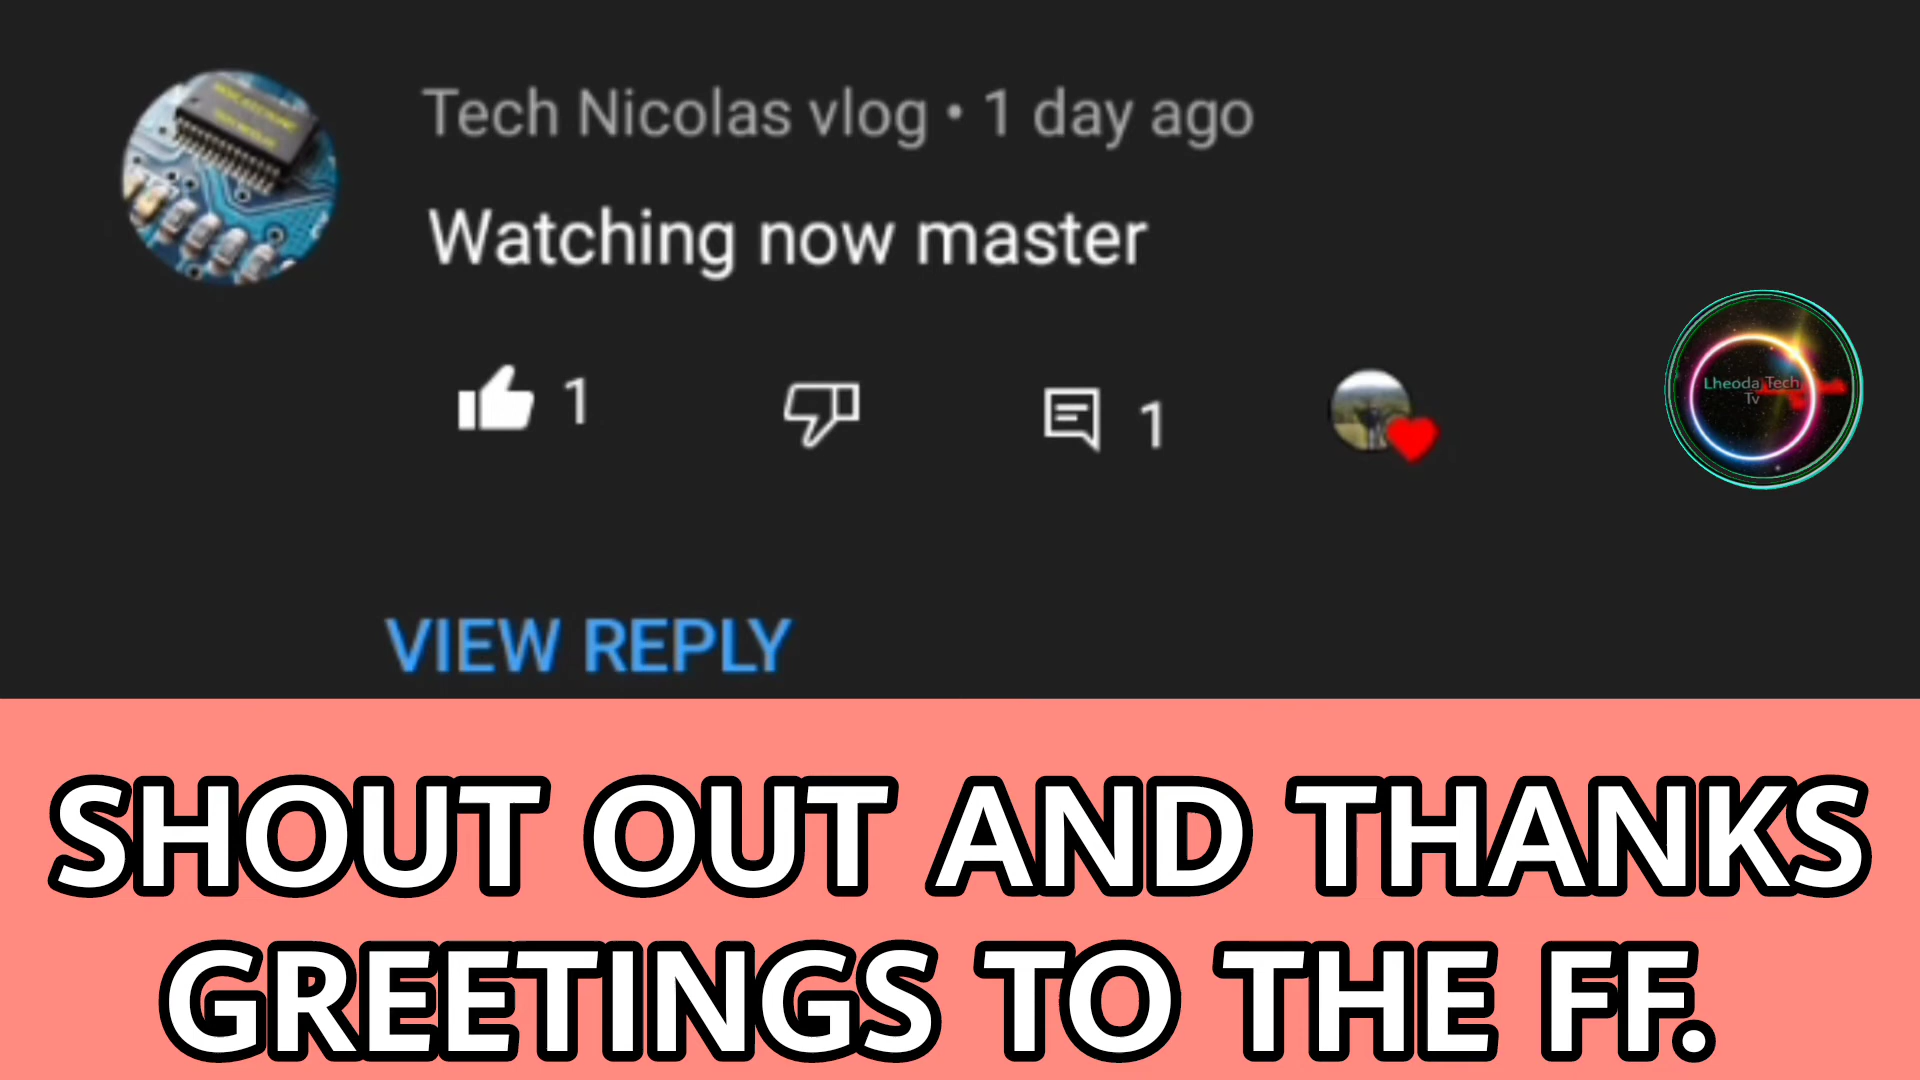 Tech Nicolas vlog • 1 day ago
Watching now master
1
1
Lheoda Tech
Tv
VIEW REPLY
SHOUT OUT AND THANKS
GREETINGS TO THE FF.